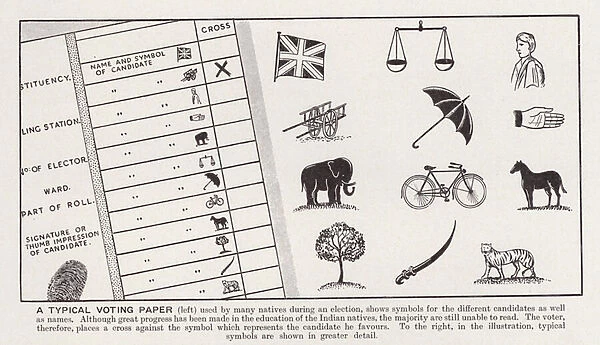 CROSS
NAME AND SYMBOL
OF CANDIDATE
X
STITUENCY.
LING STATION.
Nº: OF ELECTOR
WARD.
PART OF ROLL.
SIGNATURE OR
THUMB IMPRESSION
OF CANDIDATE.
A TYPICAL VOTING PAPER (left) used by many natives during an election, shows symbols for the different candidates as well
as names. Although great progress has been made in the education of the Indian natives, the majority are still unable to read. The voter,
therefore, places a cross against the symbol which represents the candidate he favours. To the right, in the illustration, typical
symbols are shown in greater detail.